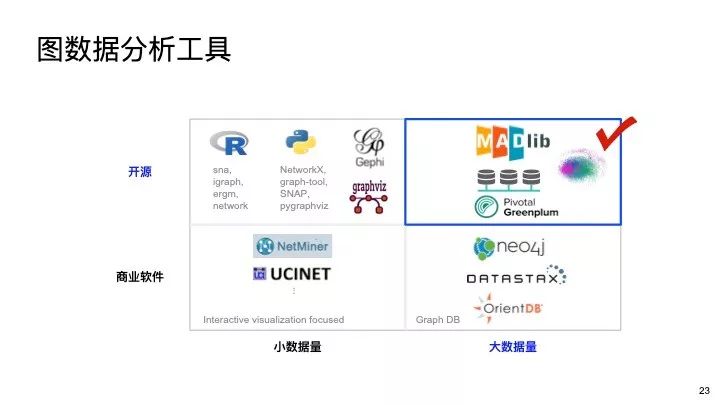 图数据分析工具
开源
R
sna,
igraph,
ergm,
network
NetworkX,
graph-tool,
SNAP,
pygraphviz
Gephi
graphviz
MADlib
Pivotal
Greenplum
商业软件
NetMiner
UCINET
⋮
Interactive visualization focused
neo4j
DATASTAX
OrientDB
Graph DB
小数据量
大数据量
23